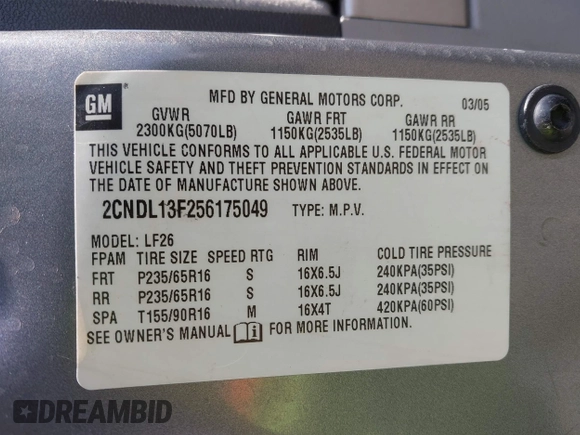 GM
MFD BY GENERAL MOTORS CORP. 03/05
GVWR GAWR FRT GAWR RR
2300KG(5070LB) 1150KG(2535LB) 1150KG(2535LB)
THIS VEHICLE CONFORMS TO ALL APPLICABLE U.S. FEDERAL MOTOR
VEHICLE SAFETY AND THEFT PREVENTION STANDARDS IN EFFECT ON
THE DATE OF MANUFACTURE SHOWN ABOVE.
2CNDL13F256175049 TYPE: M.P.V.
MODEL: LF26
FPAM TIRE SIZE SPEED RTG RIM COLD TIRE PRESSURE
FRT P235/65R16 S 16X6.5J 240KPA(35PSI)
RR P235/65R16 S 16X6.5J 240KPA(35PSI)
SPA T155/90R16 M 16X4T 420KPA(60PSI)
SEE OWNER'S MANUAL i FOR MORE INFORMATION.
DREAMBID